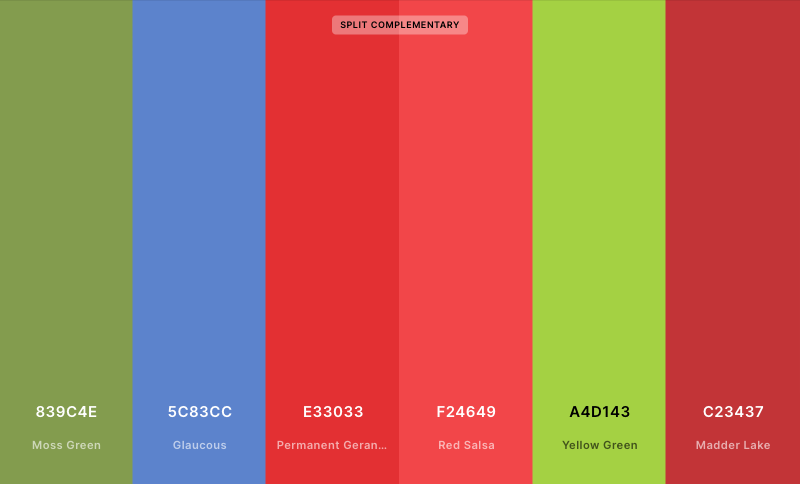 SPLIT COMPLEMENTARY
839C4E
5C83CC
E33033
F24649
A4D143
C23437
Moss Green
Glaucous
Permanent Geran...
Red Salsa
Yellow Green
Madder Lake